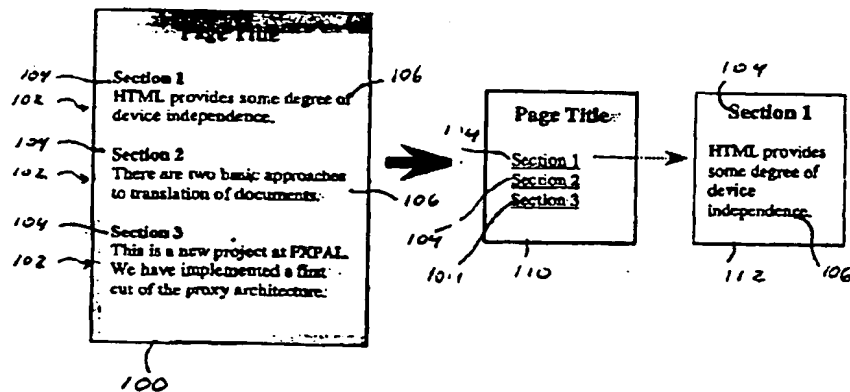 Page Title
104
Section 1
106
102
HTML provides some degree of
device independence.
104
Section 2
102
There are two basic approaches
to translation of documents.
106
104
Section 3
102
This is a new project at FXPAL.
We have implemented a first
cut of the proxy architecture.
100
Page Title
104
Section 1
Section 2
Section 3
104
104
110
104
Section 1
HTML provides
some degree of
device
independence.
112
106